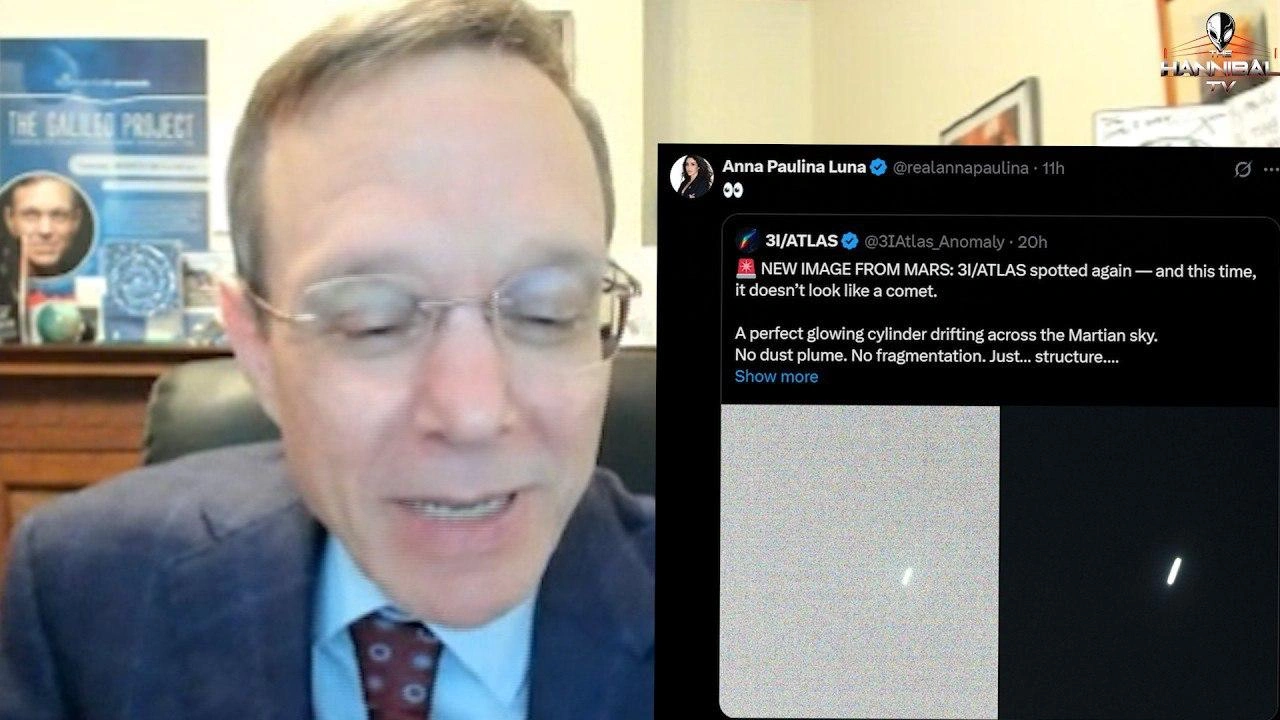 THE GALILEO PROJECT
THE
HANNIBAL
TV
Anna Paulina Luna @realannapaulina · 11h
👀
3I/ATLAS @3IAtlas_Anomaly · 20h
🚨 NEW IMAGE FROM MARS: 3I/ATLAS spotted again — and this time,
it doesn’t look like a comet.
A perfect glowing cylinder drifting across the Martian sky.
No dust plume. No fragmentation. Just... structure....
Show more